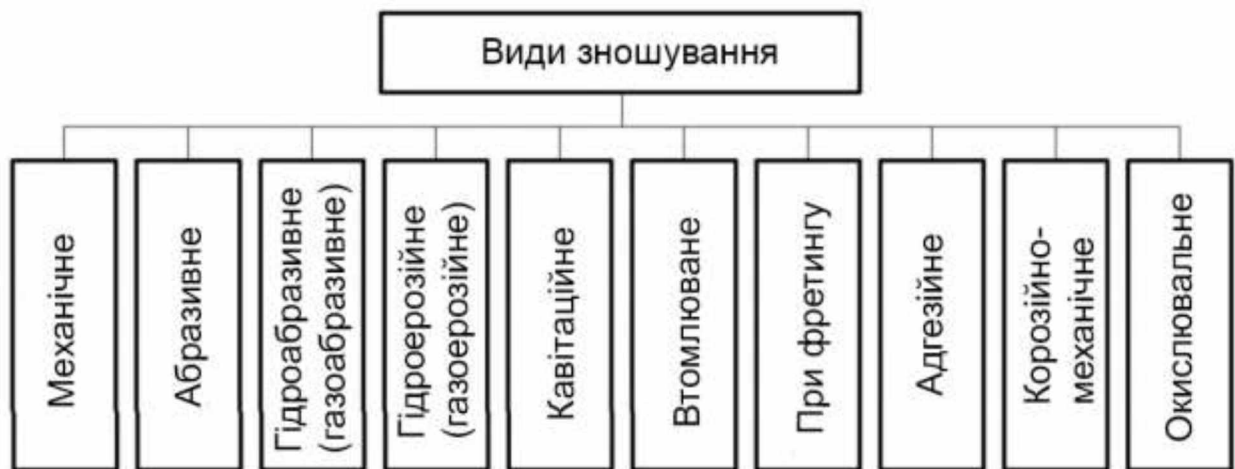 Види зношування
Механічне
Абразивне
Гідроабразивне
(газоабразивне)
Гідроерозійне
(газоерозійне)
Кавітаційне
Втомлюване
При фретингу
Адгезійне
Корозійно-
механічне
Окислювальне